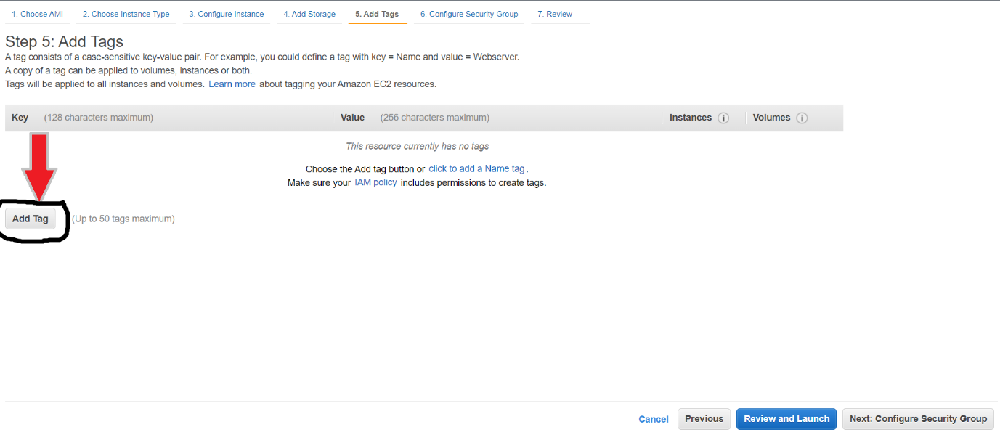 1. Choose AMI 2. Choose Instance Type 3. Configure Instance 4. Add Storage 5. Add Tags 6. Configure Security Group 7. Review
Step 5: Add Tags
A tag consists of a case-sensitive key-value pair. For example, you could define a tag with key = Name and value = Webserver.
A copy of a tag can be applied to volumes, instances or both.
Tags will be applied to all instances and volumes. Learn more about tagging your Amazon EC2 resources.
Key (128 characters maximum) Value (256 characters maximum) Instances i Volumes i
This resource currently has no tags
Choose the Add tag button or click to add a Name tag.
Make sure your IAM policy includes permissions to create tags.
Add Tag (Up to 50 tags maximum)
Cancel Previous Review and Launch Next: Configure Security Group